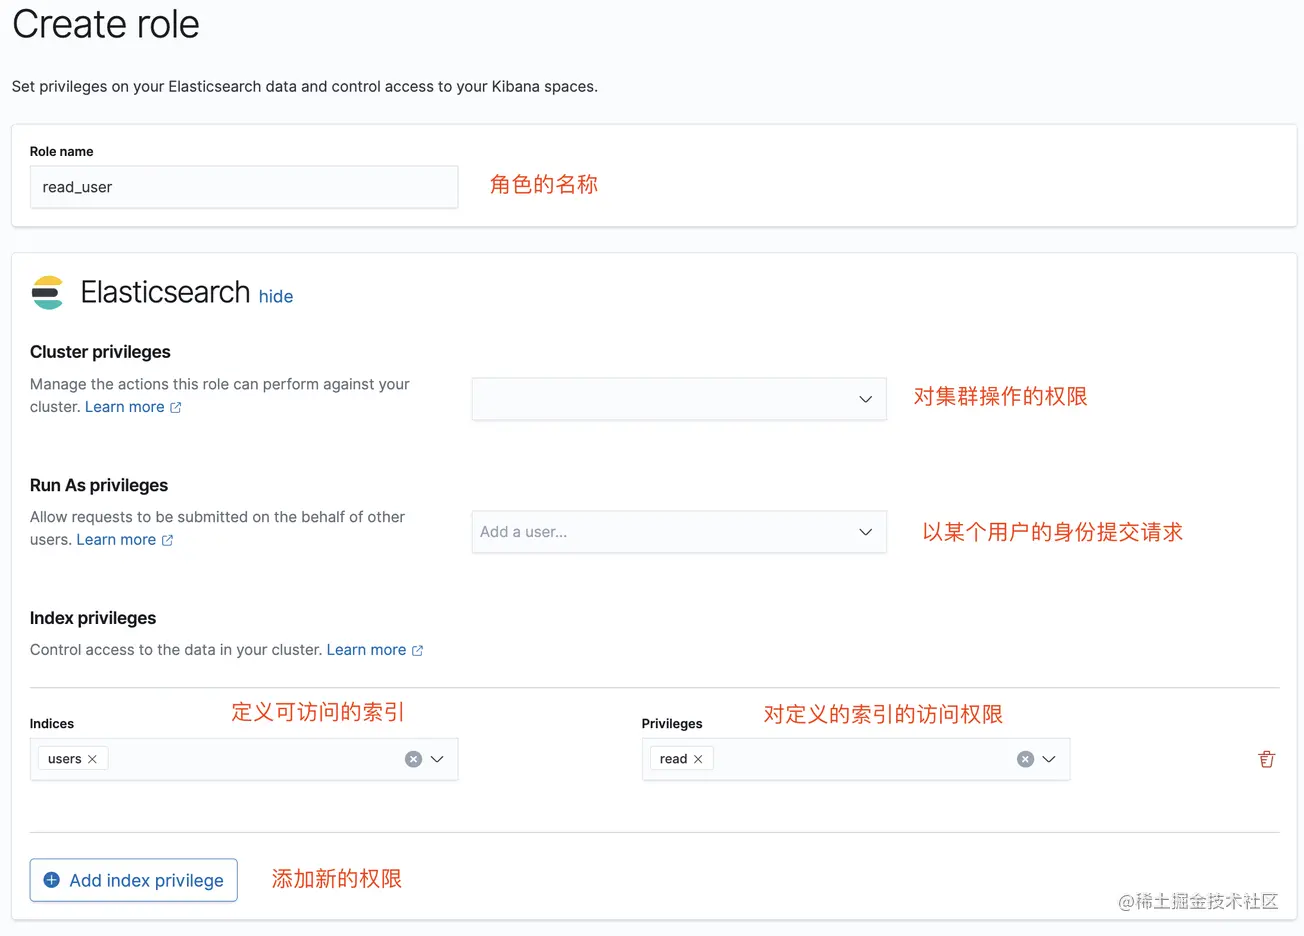 Create role
Set privileges on your Elasticsearch data and control access to your Kibana spaces.
Role name
read_user
角色的名称
Elasticsearch hide
Cluster privileges
Manage the actions this role can perform against your
cluster. Learn more
对集群操作的权限
Run As privileges
Allow requests to be submitted on the behalf of other
users. Learn more
Add a user...
以某个用户的身份提交请求
Index privileges
Control access to the data in your cluster. Learn more
定义可访问的索引
对定义的索引的访问权限
Indices
Privileges
users
read
Add index privilege
添加新的权限
@稀土掘金技术社区